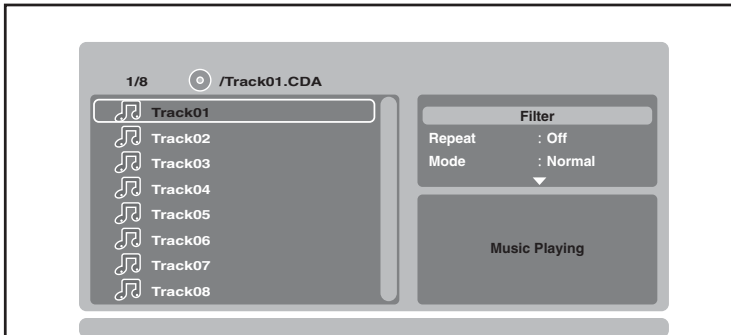 1/8 /Track01.CDA
Track01
Track02
Track03
Track04
Track05
Track06
Track07
Track08
Filter
Repeat : Off
Mode : Normal
Music Playing